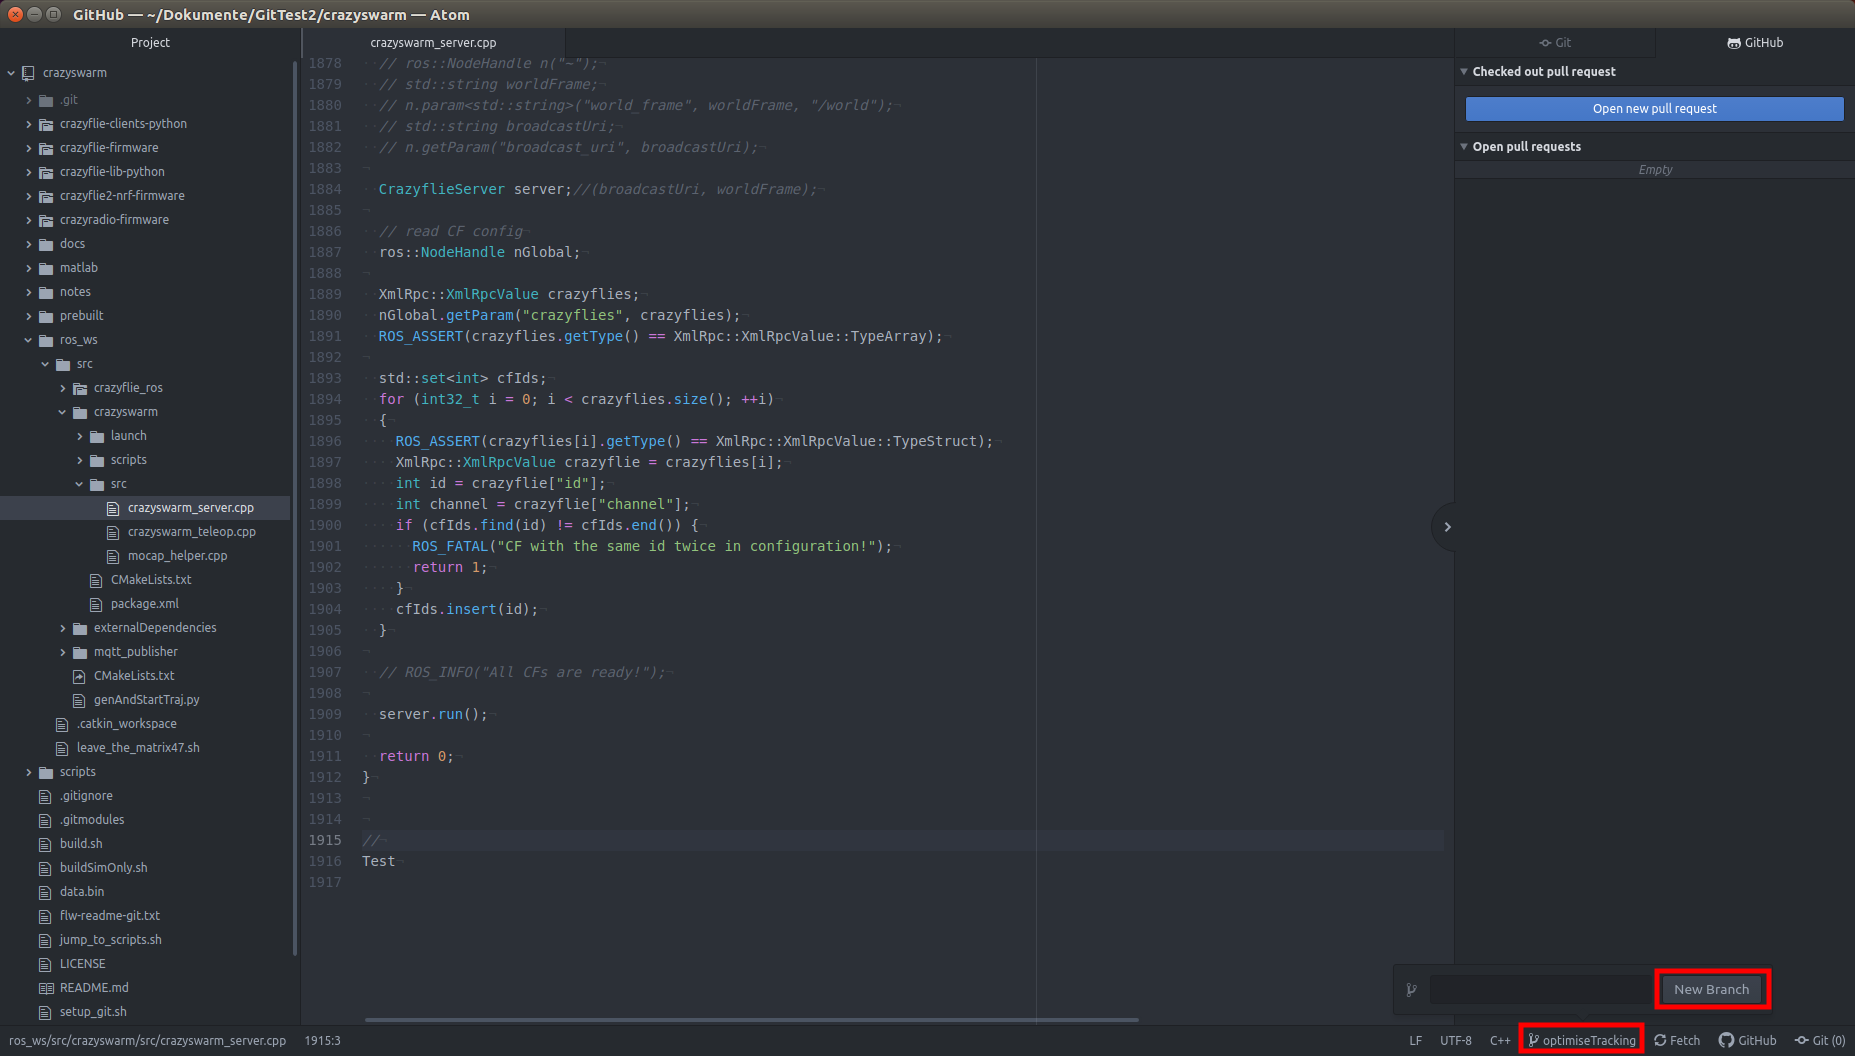 GitHub — ~/Dokumente/GitTest2/crazyswarm — Atom
Project
crazyswarm
.git
crazyflie-clients-python
crazyflie-firmware
crazyflie-lib-python
crazyflie2-nrf-firmware
crazyradio-firmware
docs
matlab
notes
prebuilt
ros_ws
src
crazyflie_ros
crazyswarm
launch
scripts
src
crazyswarm_server.cpp
crazyswarm_teleop.cpp
mocap_helper.cpp
CMakeLists.txt
package.xml
externalDependencies
mqtt_publisher
CMakeLists.txt
genAndStartTraj.py
.catkin_workspace
leave_the_matrix47.sh
scripts
.gitignore
.gitmodules
build.sh
buildSimOnly.sh
data.bin
flw-readme-git.txt
jump_to_scripts.sh
LICENSE
README.md
setup_git.sh
crazyswarm_server.cpp
1878 // ros::NodeHandle n("~");
1879 // std::string worldFrame;
1880 // n.param<std::string>("world_frame", worldFrame, "/world");
1881 // std::string broadcastUri;
1882 // n.getParam("broadcast_uri", broadcastUri);
1883
1884 CrazyflieServer server;//(broadcastUri, worldFrame);
1885
1886 // read CF config
1887 ros::NodeHandle nGlobal;
1888
1889 XmlRpc::XmlRpcValue crazyflies;
1890 nGlobal.getParam("crazyflies", crazyflies);
1891 ROS_ASSERT(crazyflies.getType() == XmlRpc::XmlRpcValue::TypeArray);
1892
1893 std::set<int> cfIds;
1894 for (int32_t i = 0; i < crazyflies.size(); ++i)
1895 {
1896 ROS_ASSERT(crazyflies[i].getType() == XmlRpc::XmlRpcValue::TypeStruct);
1897 XmlRpc::XmlRpcValue crazyflie = crazyflies[i];
1898 int id = crazyflie["id"];
1899 int channel = crazyflie["channel"];
1900 if (cfIds.find(id) != cfIds.end()) {
1901 ROS_FATAL("CF with the same id twice in configuration!");
1902 return 1;
1903 }
1904 cfIds.insert(id);
1905 }
1906
1907 // ROS_INFO("All CFs are ready!");
1908
1909 server.run();
1910
1911 return 0;
1912 }
1913
1914
1915 //
1916 Test
1917
Git
GitHub
Checked out pull request
Open new pull request
Open pull requests
Empty
New Branch
ros_ws/src/crazyswarm/src/crazyswarm_server.cpp 1915:3
LF UTF-8 C++ optimiseTracking Fetch GitHub Git (0)